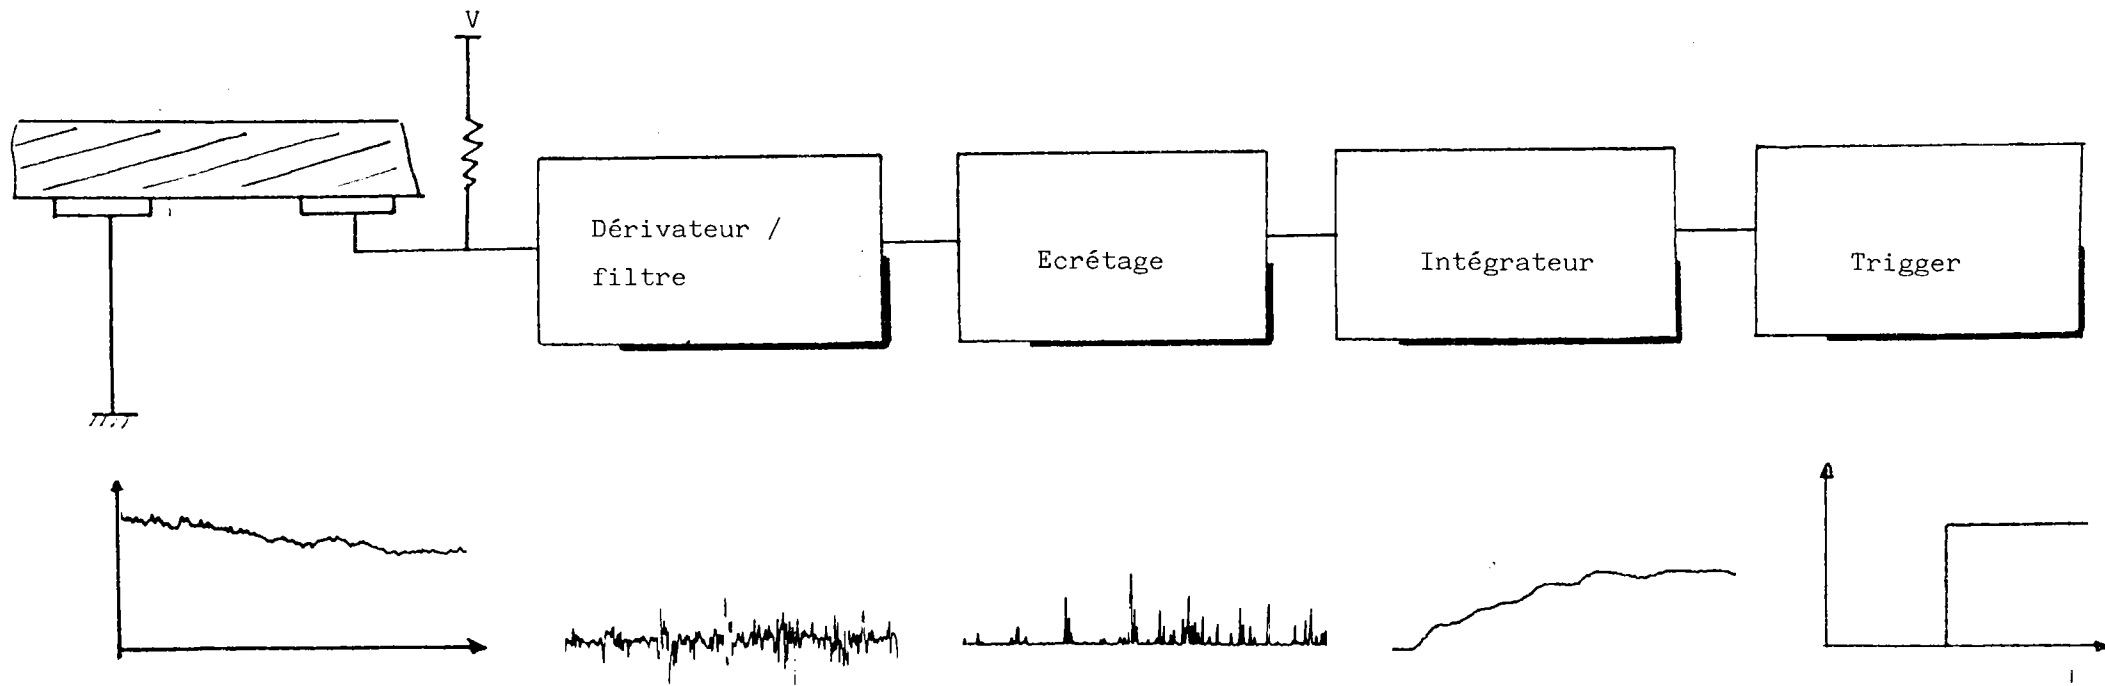 V
Dérivateur /
filtre
Ecrétage
Intégrateur
Trigger